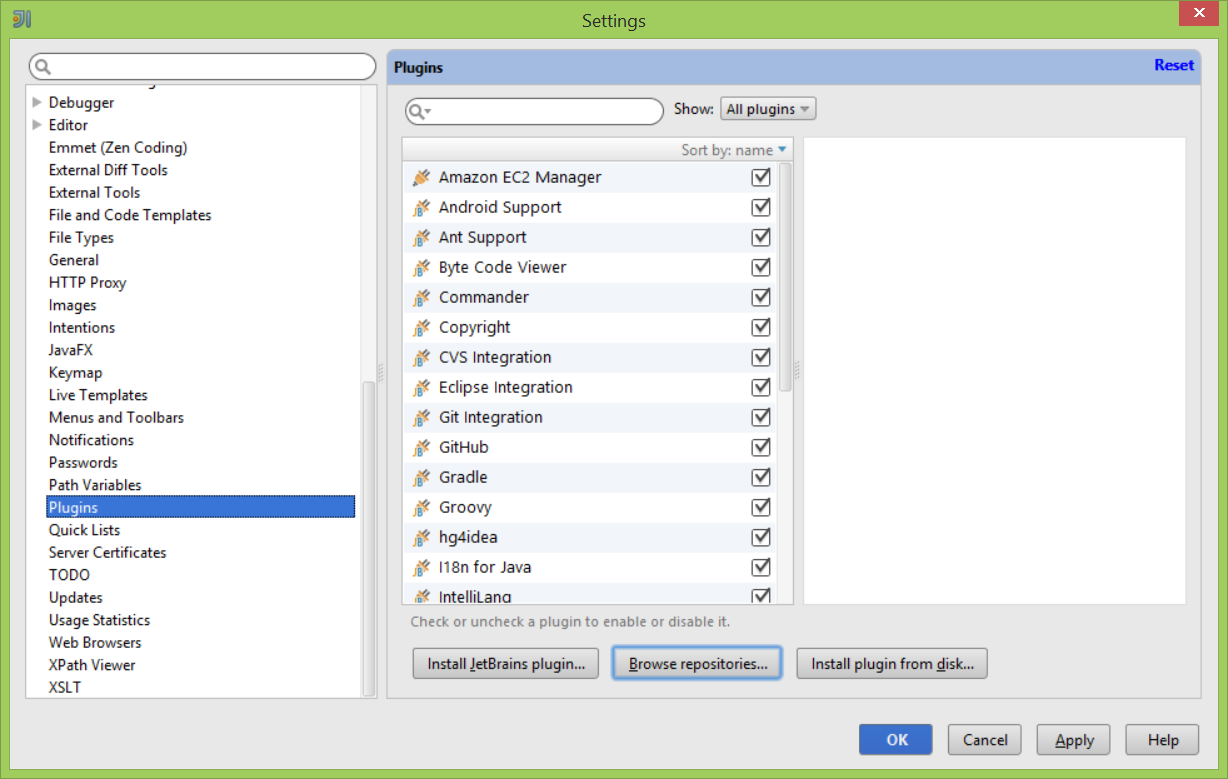 Settings
Debugger
Editor
Emmet (Zen Coding)
External Diff Tools
External Tools
File and Code Templates
File Types
General
HTTP Proxy
Images
Intentions
JavaFX
Keymap
Live Templates
Menus and Toolbars
Notifications
Passwords
Path Variables
Plugins
Quick Lists
Server Certificates
TODO
Updates
Usage Statistics
Web Browsers
XPath Viewer
XSLT
Plugins Reset
Show: All plugins
Sort by: name
Amazon EC2 Manager
Android Support
Ant Support
Byte Code Viewer
Commander
Copyright
CVS Integration
Eclipse Integration
Git Integration
GitHub
Gradle
Groovy
hg4idea
I18n for Java
IntelliLang
Check or uncheck a plugin to enable or disable it.
Install JetBrains plugin... Browse repositories... Install plugin from disk...
OK Cancel Apply Help